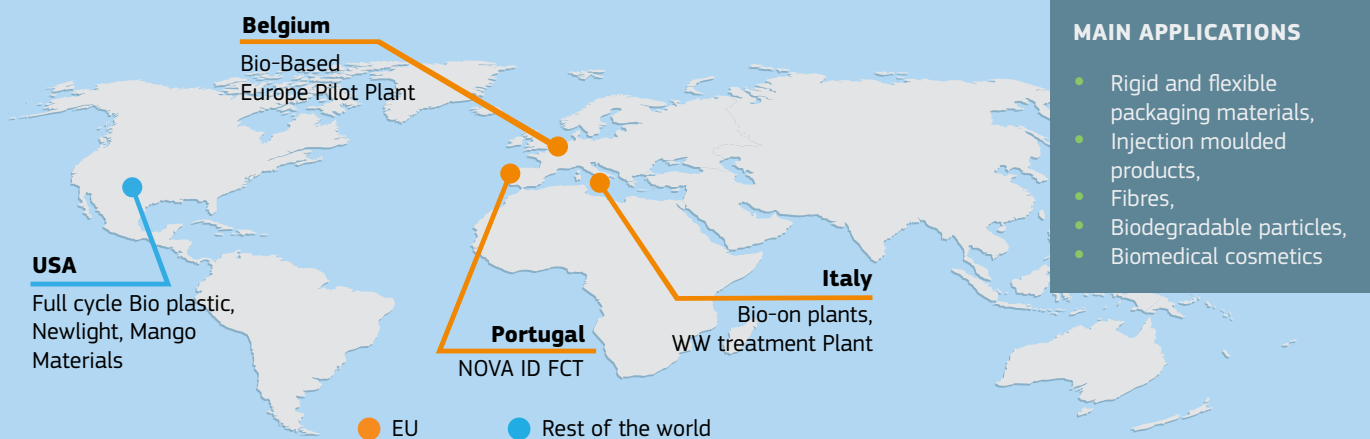 Belgium
Bio-Based
Europe Pilot Plant
MAIN APPLICATIONS
• Rigid and flexible
packaging materials,
• Injection moulded
products,
• Fibres,
• Biodegradable particles,
• Biomedical cosmetics
USA
Full cycle Bio plastic,
Newlight, Mango
Materials
Portugal
NOVA ID FCT
Italy
Bio-on plants,
WW treatment Plant
EU
Rest of the world